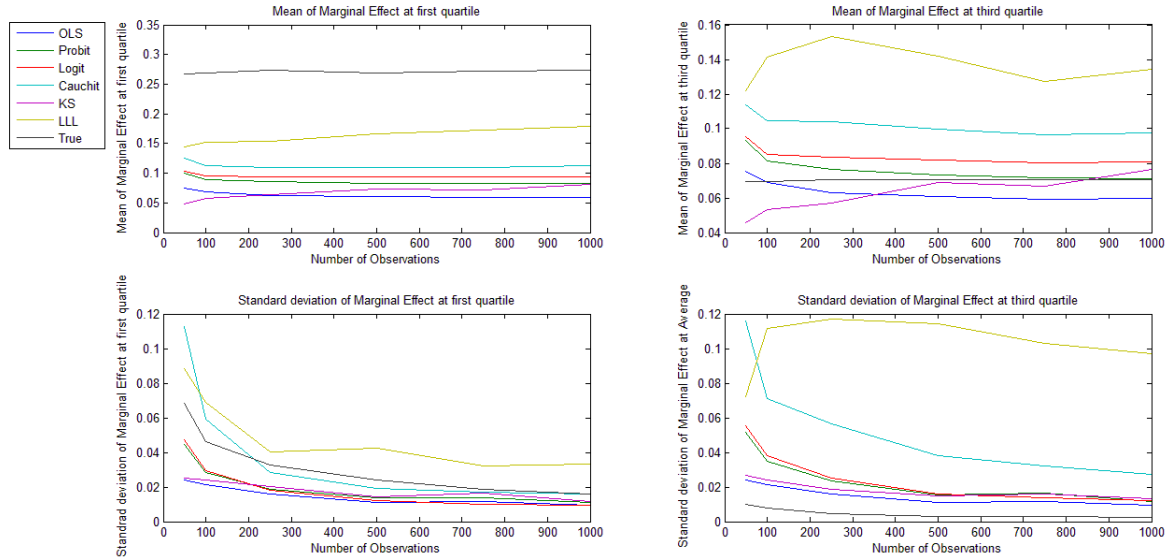 OLS
Probit
Logit
Cauchit
KS
LLL
True
Mean of Marginal Effect at first quartile
Mean of Marginal Effect at first quartile
0.35
0.3
0.25
0.2
0.15
0.1
0.05
0
0 100 200 300 400 500 600 700 800 900 1000
Number of Observations
Mean of Marginal Effect at third quartile
Mean of Marginal Effect at third quartile
0.16
0.14
0.12
0.1
0.08
0.06
0.04
0 100 200 300 400 500 600 700 800 900 1000
Number of Observations
Standard deviation of Marginal Effect at first quartile
Standrad deviation of Marginal Effect at first quartile
0.12
0.1
0.08
0.06
0.04
0.02
0
0 100 200 300 400 500 600 700 800 900 1000
Number of Observations
Standard deviation of Marginal Effect at third quartile
Standard deviation of Marginal Effect at Average
0.12
0.1
0.08
0.06
0.04
0.02
0
0 100 200 300 400 500 600 700 800 900 1000
Number of Observations